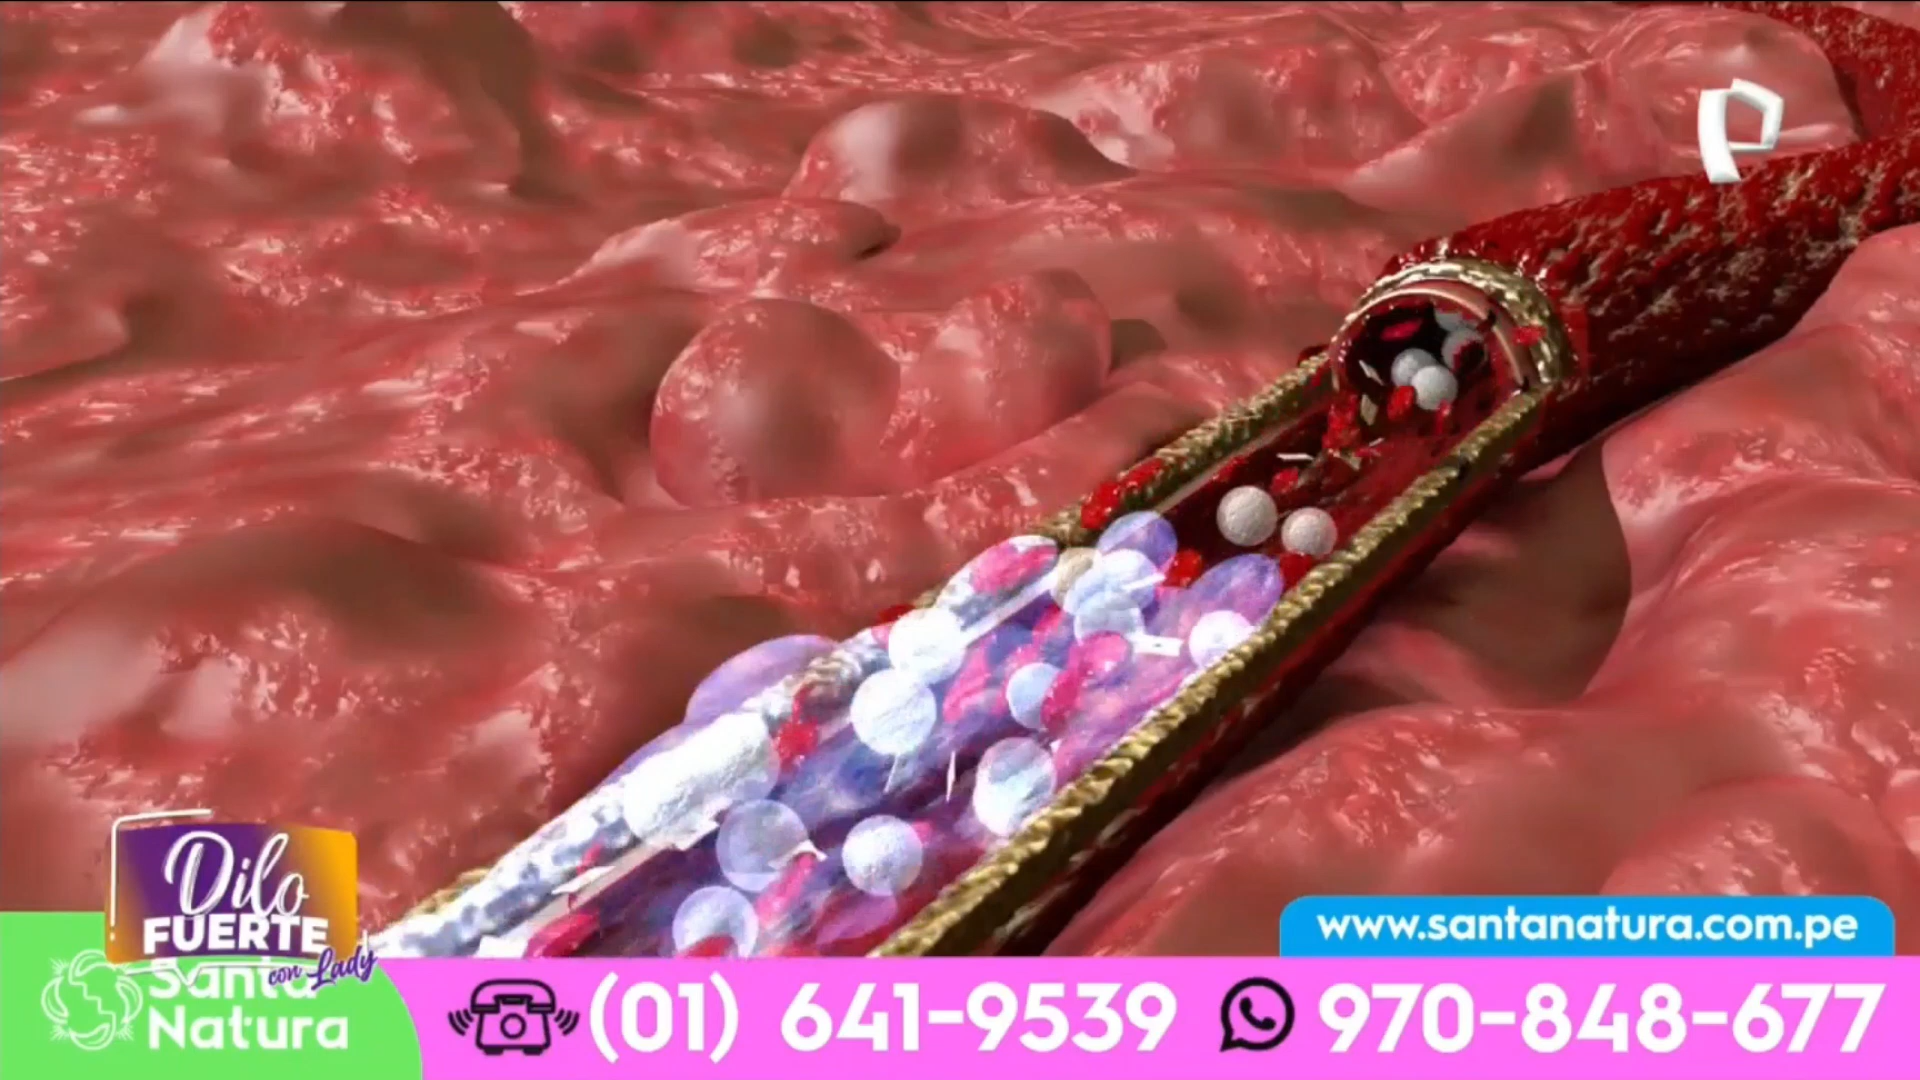 Dilo
FUERTE
con Lady
Santa
Natura
www.santanatura.com.pe
(01) 641-9539
970-848-677